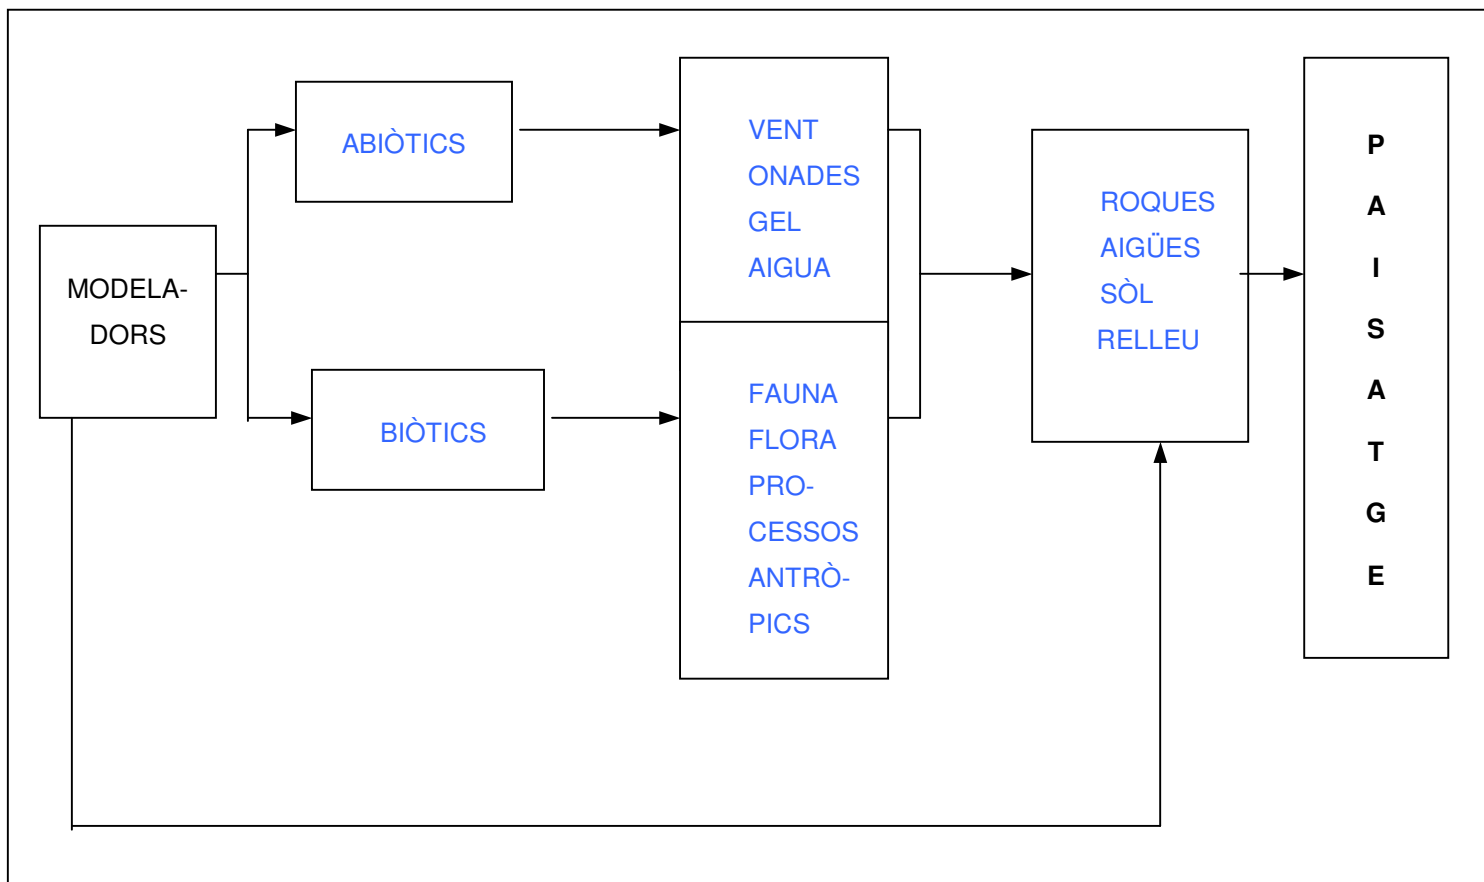 MODELA-
DORS
ABIÒTICS
BIÒTICS
VENT
ONADES
GEL
AIGUA
FAUNA
FLORA
PRO-
CESSOS
ANTRÒ-
PICS
ROQUES
AIGÜES
SÒL
RELLEU
P
A
I
S
A
T
G
E